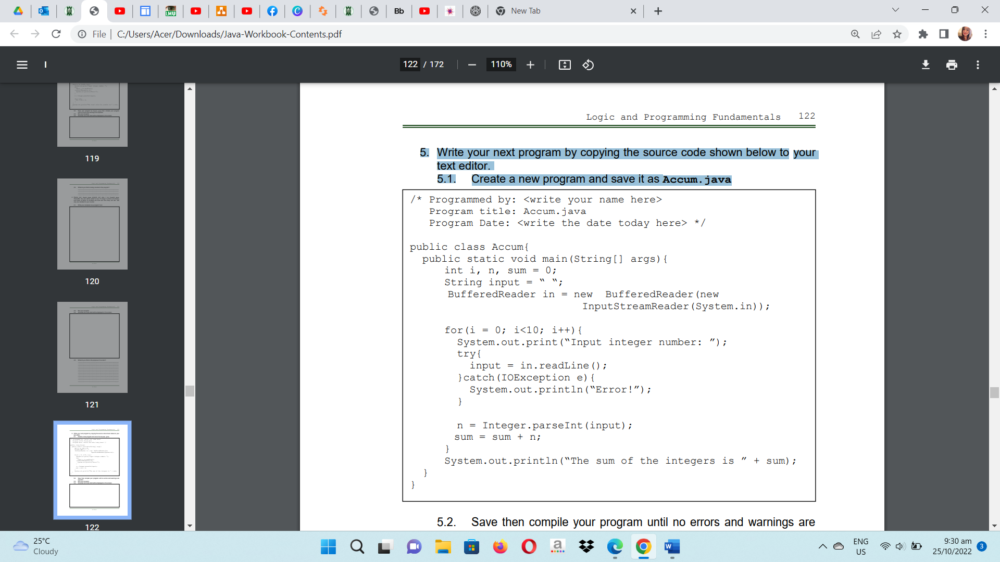 Bb
New Tab
File
C:/Users/Acer/Downloads/Java-Workbook-Contents.pdf
I
122 / 172
110%
119
120
121
122
Logic and Programming Fundamentals 122
5. Write your next program by copying the source code shown below to your
text editor.
5.1. Create a new program and save it as Accum.java
/* Programmed by: <write your name here>
Program title: Accum.java
Program Date: <write the date today here> */
public class Accum{
public static void main(String[] args){
int i, n, sum = 0;
String input = “ “;
BufferedReader in = new BufferedReader(new
InputStreamReader(System.in));
for(i = 0; i<10; i++){
System.out.print(“Input integer number: ”);
try{
input = in.readLine();
}catch(IOException e){
System.out.println(“Error!”);
}
n = Integer.parseInt(input);
sum = sum + n;
}
System.out.println(“The sum of the integers is ” + sum);
}
}
5.2. Save then compile your program until no errors and warnings are
25°C
Cloudy
ENG
US
9:30 am
25/10/2022
3